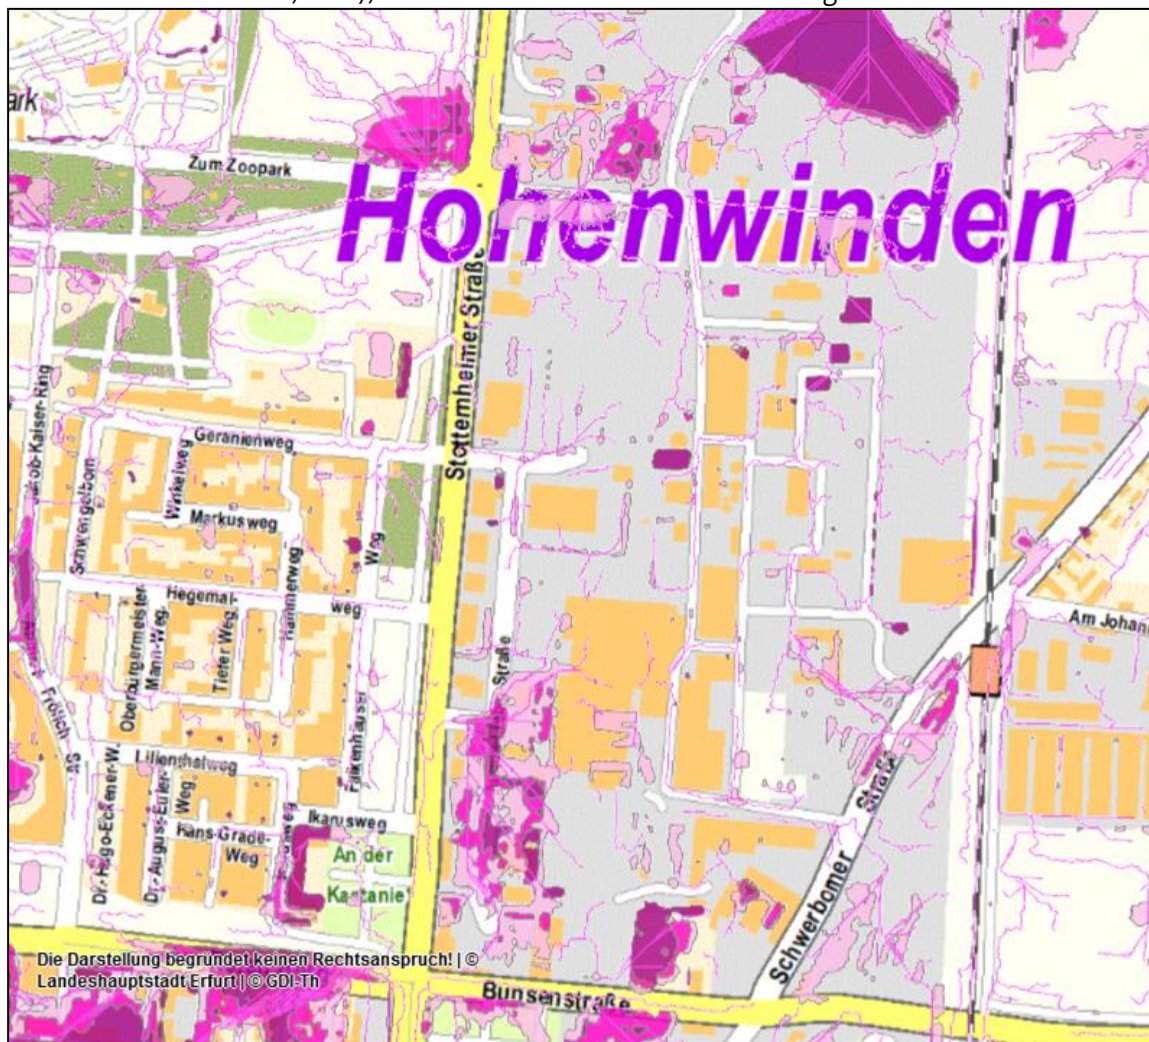 ark
Zum Zoopark
Hohenwinden
Stotternheimer Straße
Jakob-Kaiser-Ring
Geranienweg
Schwengelborn
Winkelweg
Markusweg
Weg
Hegemal-
weg
Hammerweg
Oberbürgermeister-
Mann-Weg
Tiefer Weg
Straße
Am Johann
Frölich-
Lilienthalweg
Falkenhäuser
Dr.-Hugo-Eckener-W.
Dr.-August-Euler-
Weg
Hans-Grade-
Weg
Ikarusweg
An der
Kastanie
Straße
Schwerborner
Die Darstellung begründet keinen Rechtsanspruch! | ©
Landeshauptstadt Erfurt | © GDI-Th
Bunsenstraße